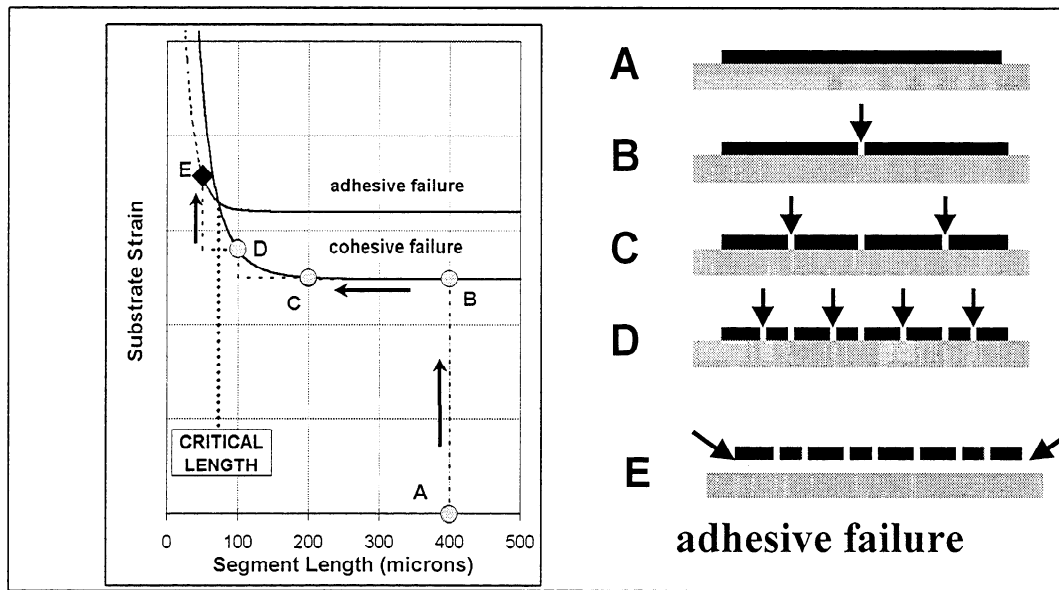 Substrate Strain
adhesive failure
cohesive failure
E
D
C
B
A
CRITICAL
LENGTH
0 100 200 300 400 500
Segment Length (microns)
A
B
C
D
E
adhesive failure